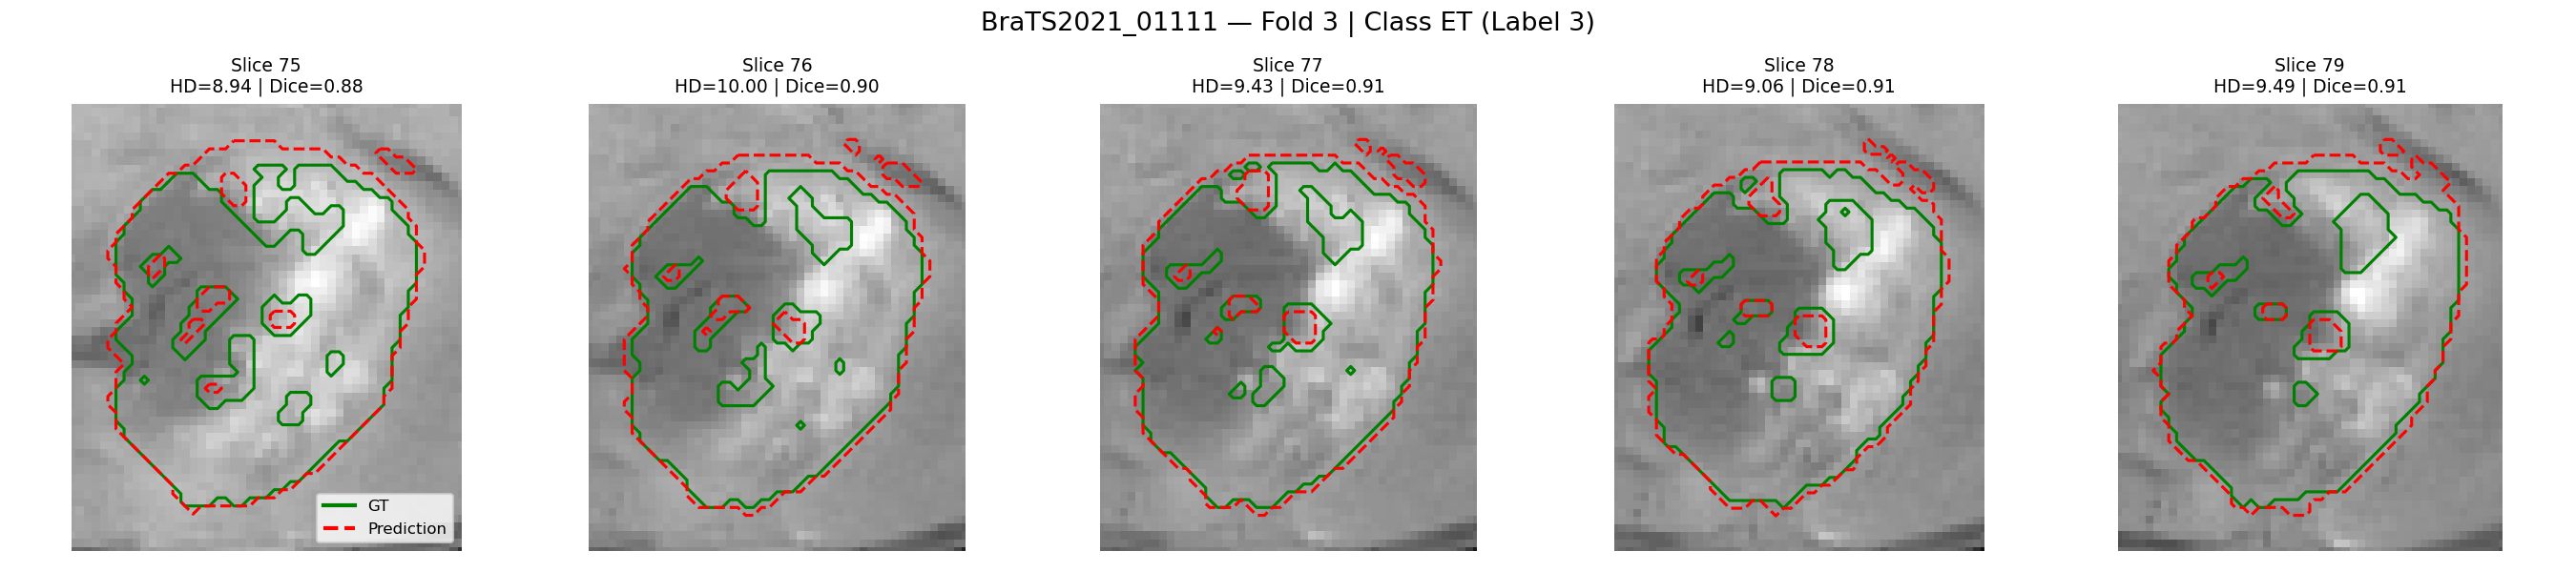 BraTS2021_01111 — Fold 3 | Class ET (Label 3)
Slice 75
HD=8.94 | Dice=0.88
Slice 76
HD=10.00 | Dice=0.90
Slice 77
HD=9.43 | Dice=0.91
Slice 78
HD=9.06 | Dice=0.91
Slice 79
HD=9.49 | Dice=0.91
GT
Prediction